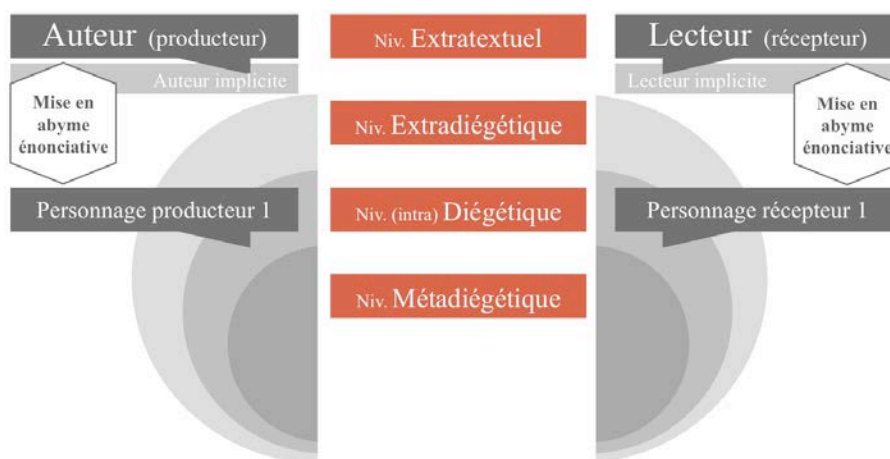 Auteur (producteur)
Niv. Extratextuel
Lecteur (récepteur)
Auteur implicite
Lecteur implicite
Mise en
abyme
énonciative
Niv. Extradiégétique
Mise en
abyme
énonciative
Personnage producteur 1
Niv. (intra) Diégétique
Personnage récepteur 1
Niv. Métadiégétique